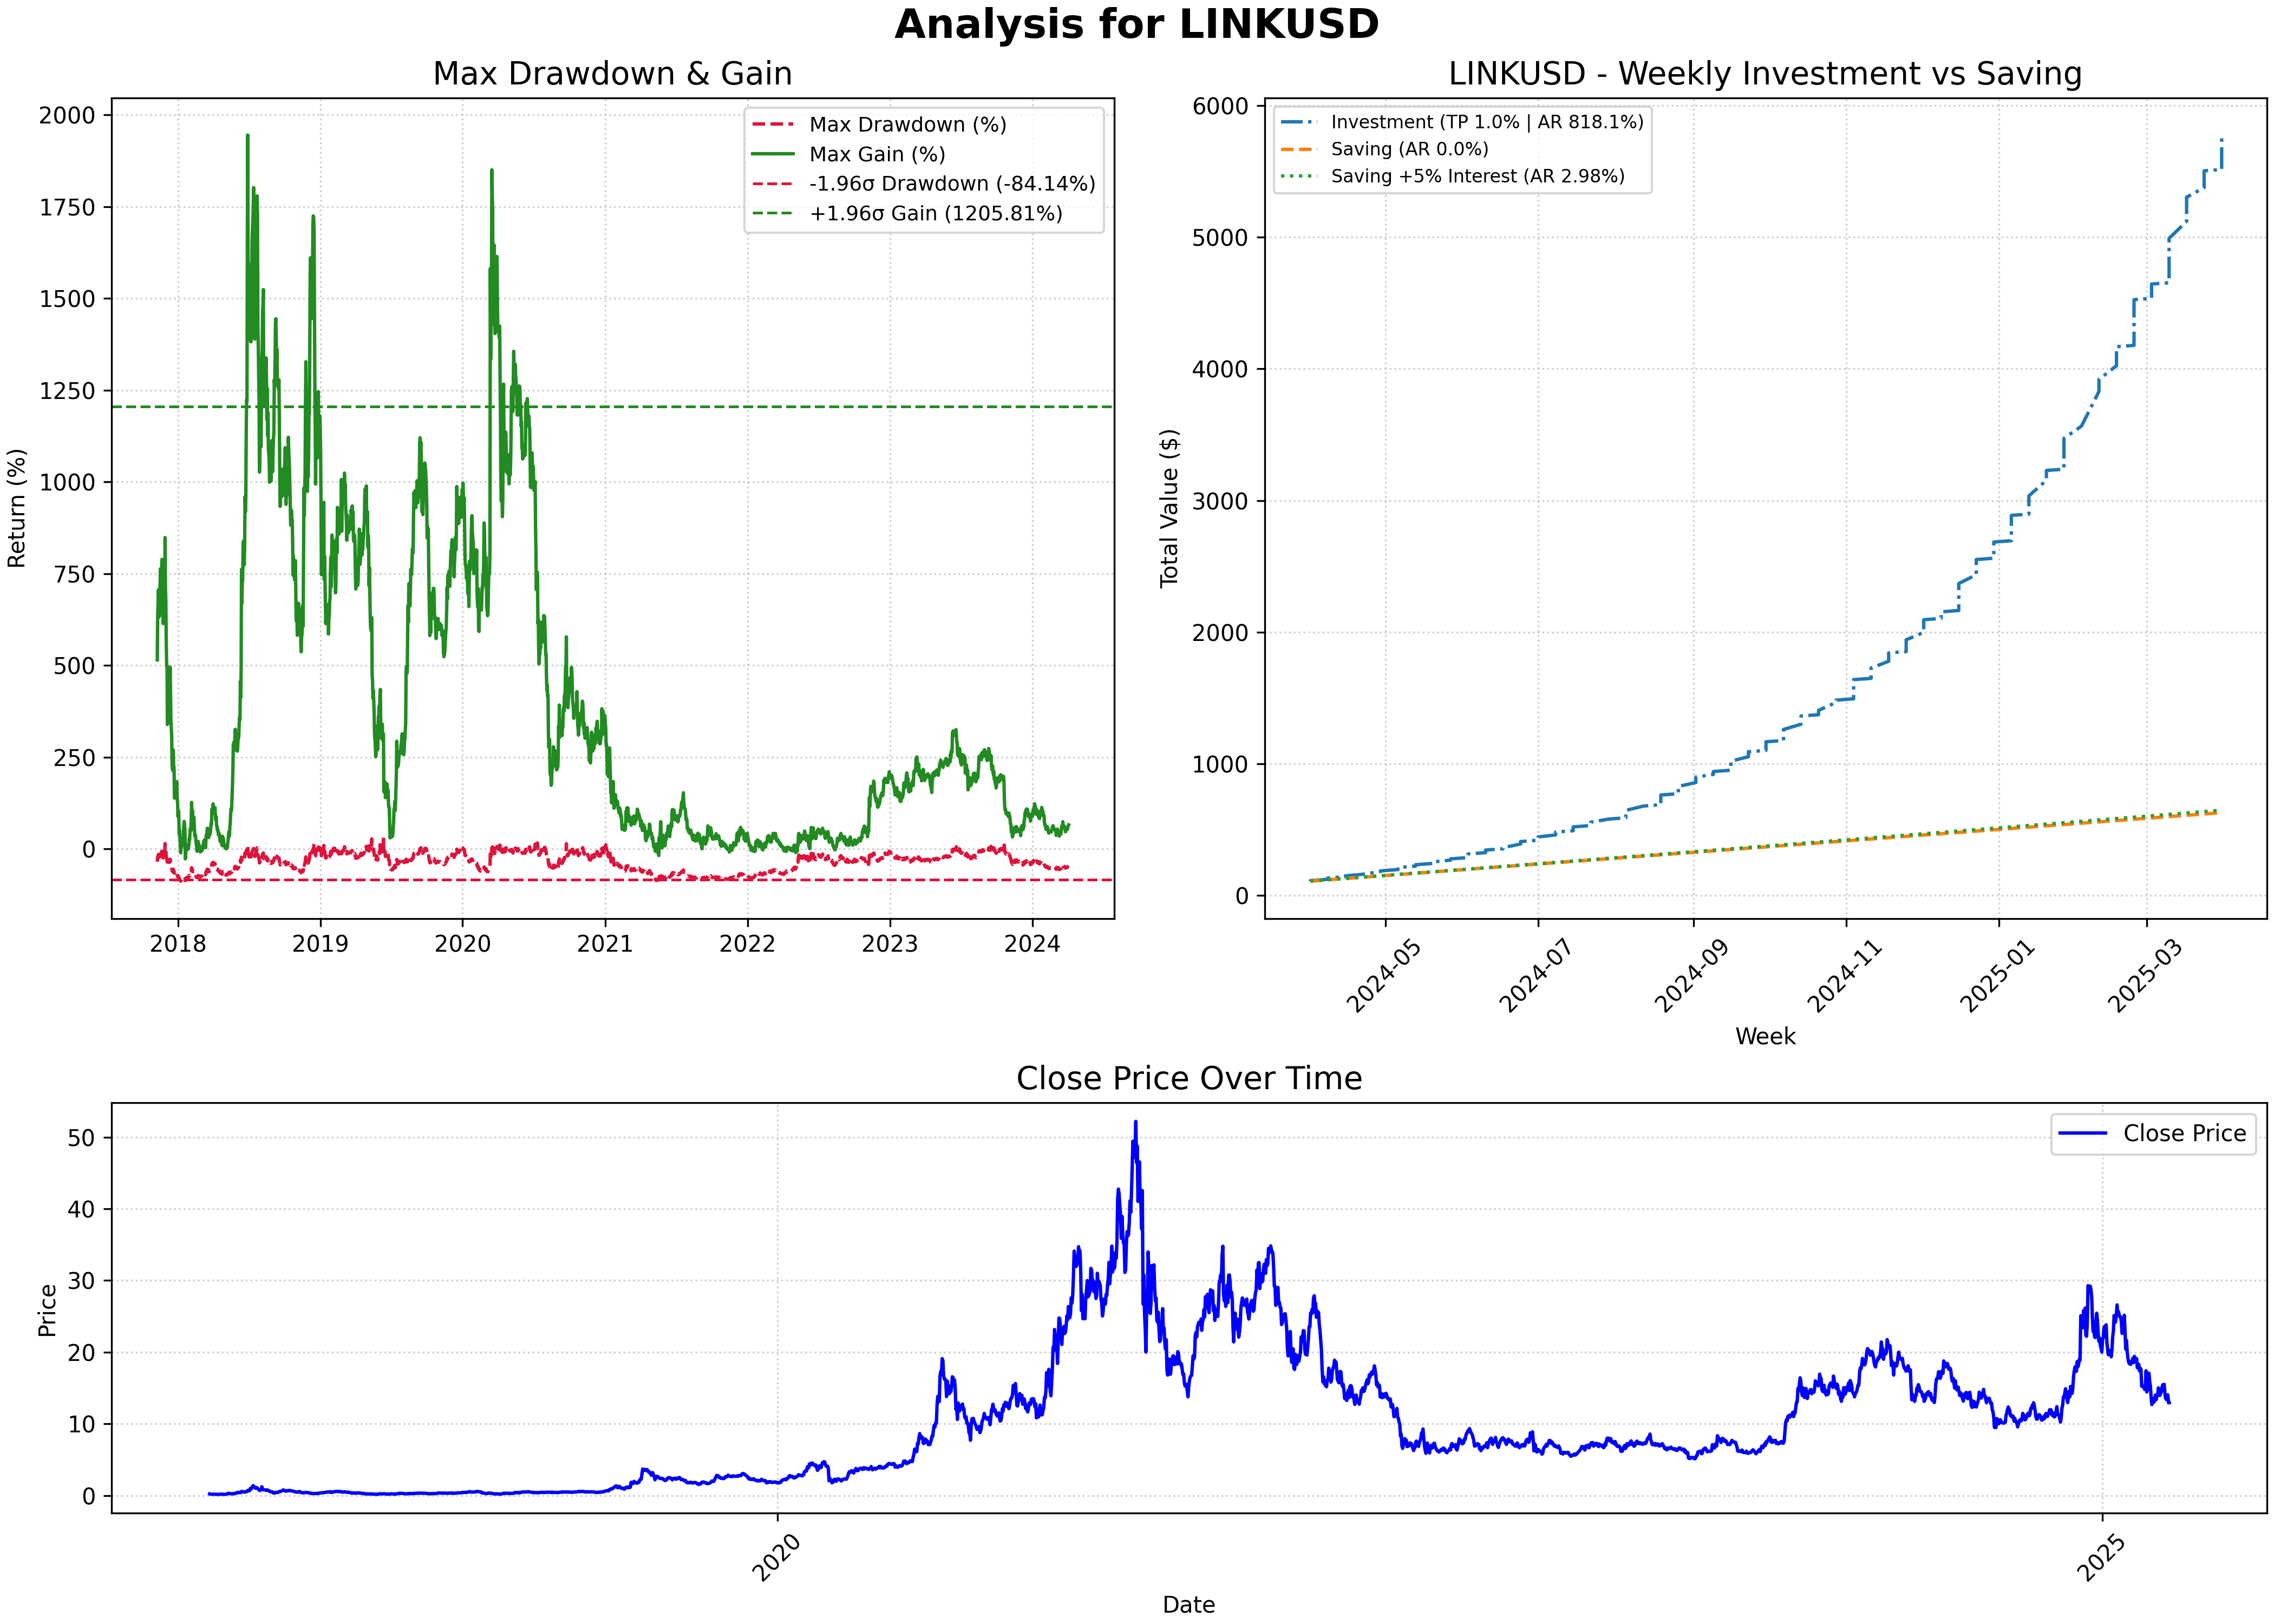 Analysis for LINKUSD
Max Drawdown & Gain
Return (%)
2000
1750
1500
1250
1000
750
500
250
0
Max Drawdown (%)
Max Gain (%)
-1.96σ Drawdown (-84.14%)
+1.96σ Gain (1205.81%)
2018
2019
2020
2021
2022
2023
2024
LINKUSD - Weekly Investment vs Saving
Total Value ($)
6000
5000
4000
3000
2000
1000
0
Investment (TP 1.0% | AR 818.1%)
Saving (AR 0.0%)
Saving +5% Interest (AR 2.98%)
2024-05
2024-07
2024-09
2024-11
2025-01
2025-03
Week
Close Price Over Time
Price
50
40
30
20
10
0
Close Price
2020
2025
Date